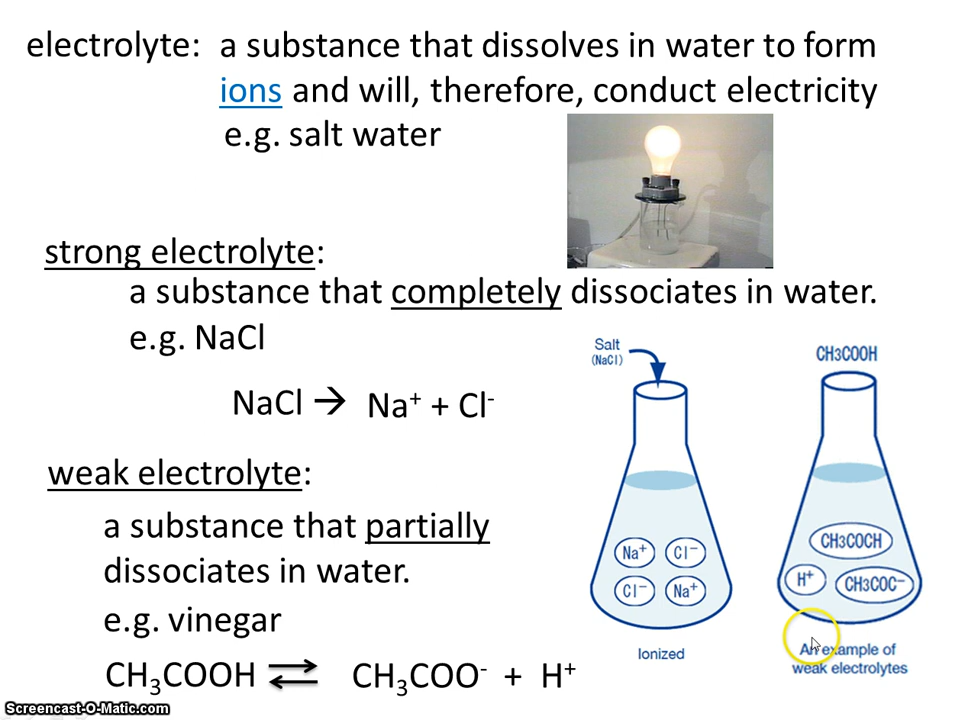 electrolyte: a substance that dissolves in water to form
ions and will, therefore, conduct electricity
e.g. salt water
strong electrolyte:
a substance that completely dissociates in water.
e.g. NaCl
NaCl → Na⁺ + Cl⁻
weak electrolyte:
a substance that partially
dissociates in water.
e.g. vinegar
CH₃COOH ⇌ CH₃COO⁻ + H⁺
Salt
(NaCl)
Na⁺ Cl⁻
Cl⁻ Na⁺
Ionized
CH3COOH
CH3COCH
H⁺ CH3COC⁻
An example of
weak electrolytes
Screencast-O-Matic.com